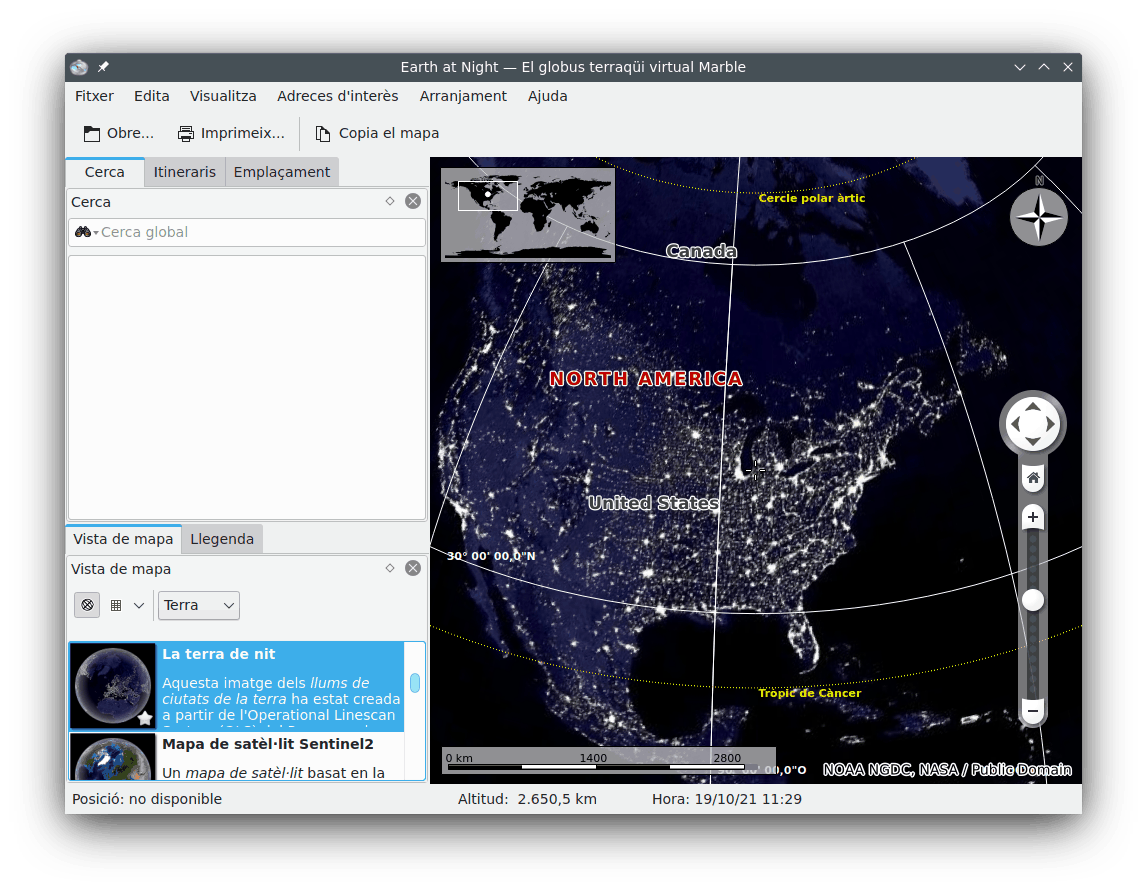 Earth at Night — El globus terraqüi virtual Marble
Fitxer Edita Visualitza Adreces d'interès Arranjament Ajuda
Obre... Imprimeix... Copia el mapa
Cerca Itineraris Emplaçament
Cerca
Cerca global
Vista de mapa Llegenda
Vista de mapa
Terra
La terra de nit
Aquesta imatge dels llums de
ciutats de la terra ha estat creada
a partir de l'Operational Linescan
Mapa de satèl·lit Sentinel2
Un mapa de satèl·lit basat en la
N
Cercle polar àrtic
Canada
NORTH AMERICA
United States
30° 00' 00,0"N
Tròpic de Càncer
0 km 1400 2800
00,0"O
NOAA NGDC, NASA / Public Domain
Posició: no disponible Altitud: 2.650,5 km Hora: 19/10/21 11:29